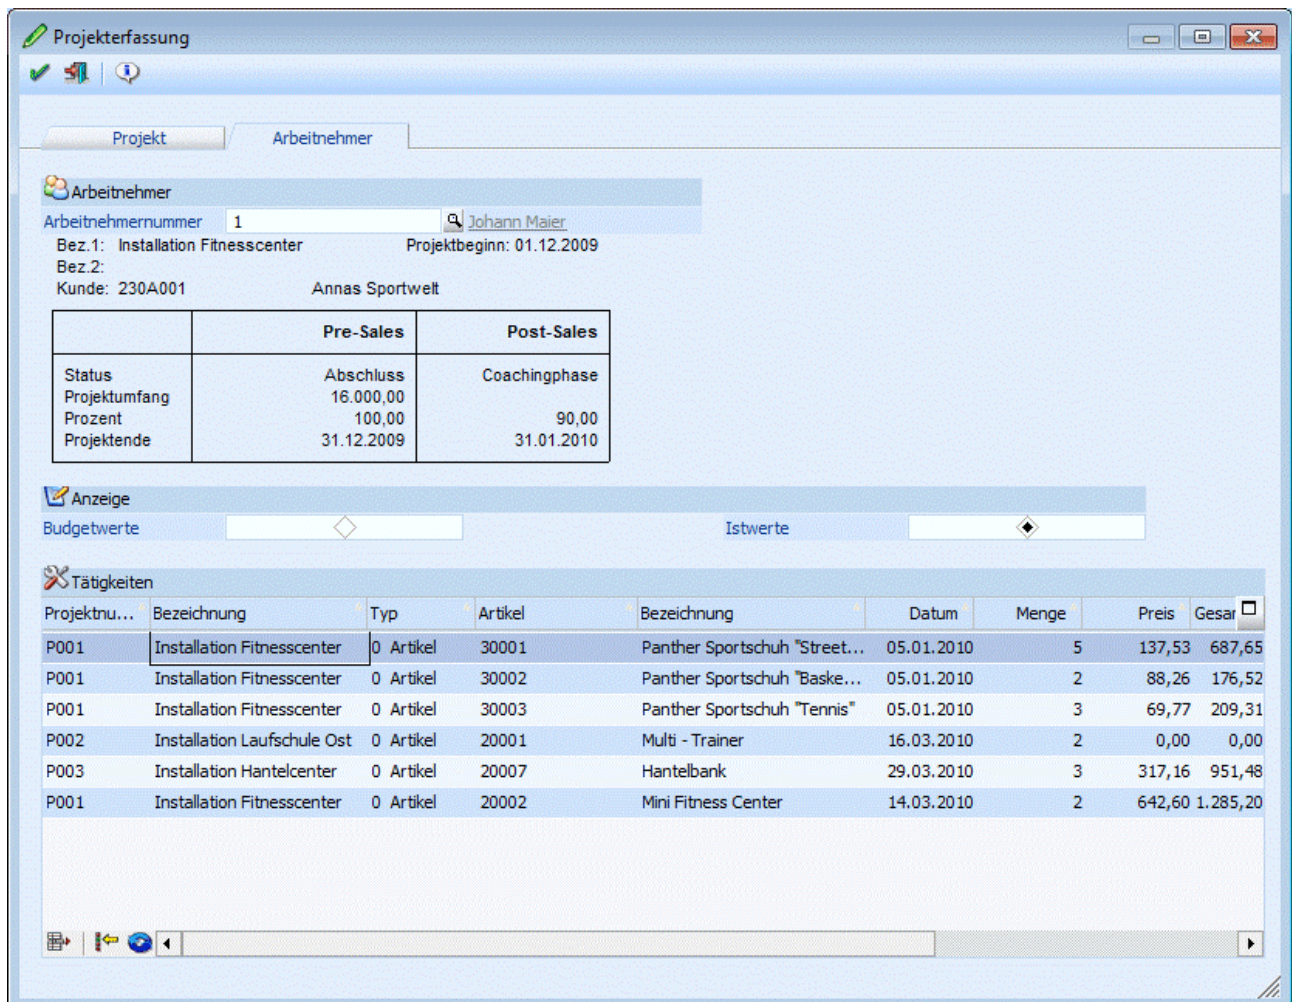 Projekterfassung
Projekt Arbeitnehmer
Arbeitnehmer
Arbeitnehmernummer 1 Johann Maier
Bez.1: Installation Fitnesscenter Projektbeginn: 01.12.2009
Bez.2:
Kunde: 230A001 Annas Sportwelt
Pre-Sales Post-Sales
Status Abschluss Coachingphase
Projektumfang 16.000,00
Prozent 100,00 90,00
Projektende 31.12.2009 31.01.2010
Anzeige
Budgetwerte Istwerte
Tätigkeiten
Projektnu... Bezeichnung Typ Artikel Bezeichnung Datum Menge Preis Gesar
P001 Installation Fitnesscenter 0 Artikel 30001 Panther Sportschuh "Street... 05.01.2010 5 137,53 687,65
P001 Installation Fitnesscenter 0 Artikel 30002 Panther Sportschuh "Baske... 05.01.2010 2 88,26 176,52
P001 Installation Fitnesscenter 0 Artikel 30003 Panther Sportschuh "Tennis" 05.01.2010 3 69,77 209,31
P002 Installation Laufschule Ost 0 Artikel 20001 Multi - Trainer 16.03.2010 2 0,00 0,00
P003 Installation Hantelcenter 0 Artikel 20007 Hantelbank 29.03.2010 3 317,16 951,48
P001 Installation Fitnesscenter 0 Artikel 20002 Mini Fitness Center 14.03.2010 2 642,60 1.285,20